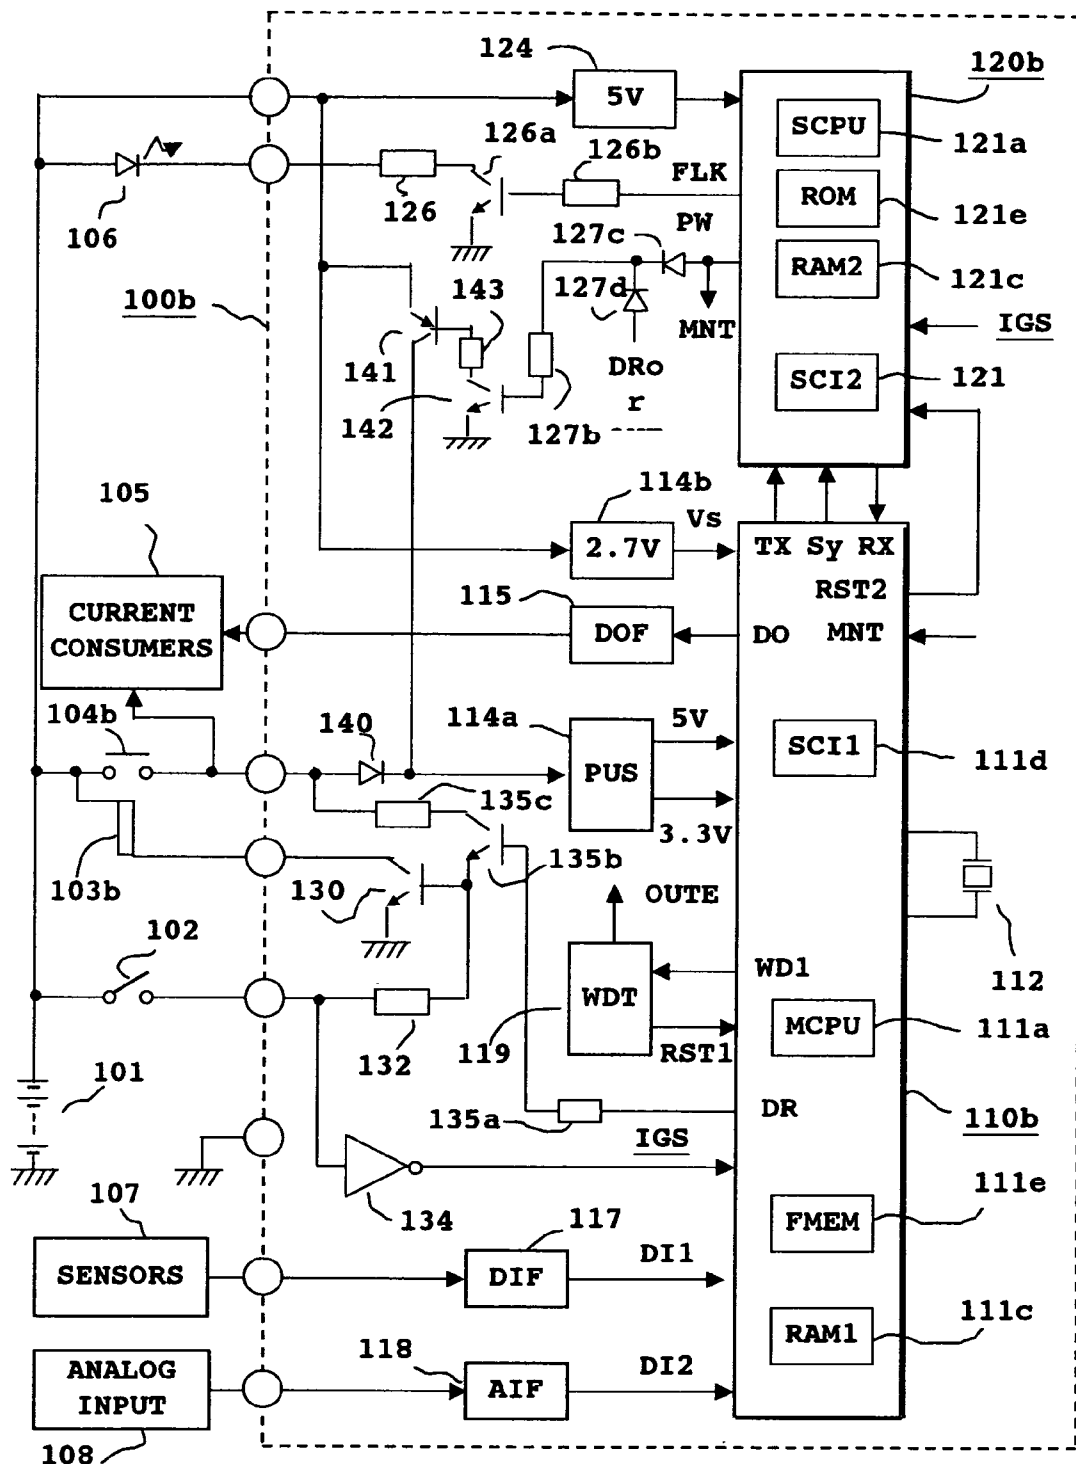 124
5V
120b
SCPU
121a
126a
126b
FLK
126
106
ROM
121e
PW
127c
RAM2
121c
100b
143
127d
MNT
IGS
141
DRo
r
SCI2
121
142
127b
105
114b
Vs
2.7V
TX Sy RX
RST2
CURRENT
CONSUMERS
115
DOF
DO
MNT
104b
140
114a
5V
PUS
SCI1
111d
135c
3.3V
103b
130
135b
OUTE
102
WD1
112
WDT
MCPU
111a
119
RST1
132
101
135a
DR
110b
IGS
107
134
117
111e
FMEM
SENSORS
DIF
DI1
111c
RAM1
118
ANALOG
INPUT
AIF
DI2
108